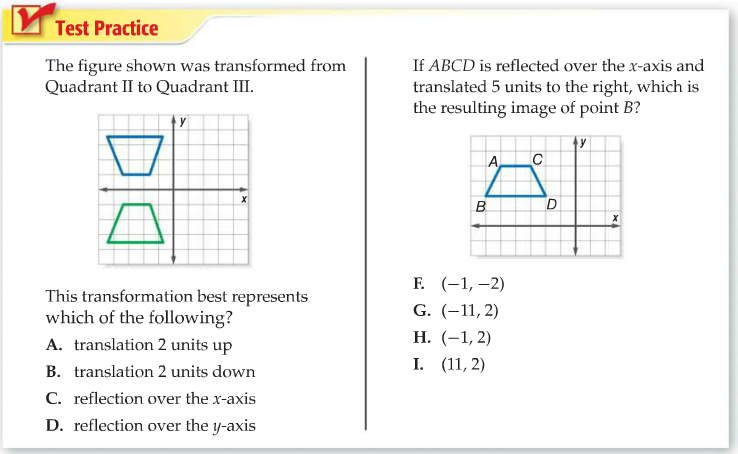 Test Practice
The figure shown was transformed from
Quadrant II to Quadrant III.
y
x
This transformation best represents
which of the following?
A. translation 2 units up
B. translation 2 units down
C. reflection over the x-axis
D. reflection over the y-axis
If ABCD is reflected over the x-axis and
translated 5 units to the right, which is
the resulting image of point B?
y
A C
B D
x
F. (−1, −2)
G. (−11, 2)
H. (−1, 2)
I. (11, 2)